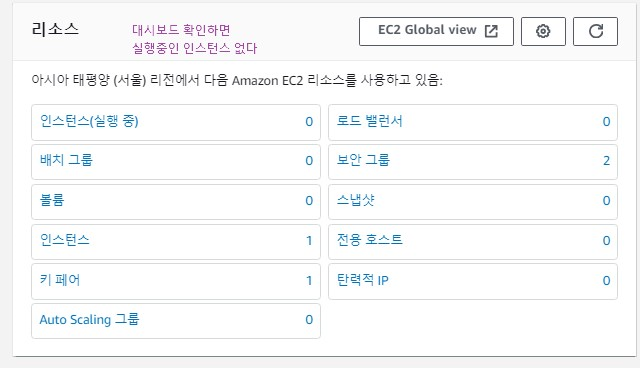 리소스
대시보드 확인하면
실행중인 인스턴스 없다
EC2 Global view
아시아 태평양 (서울) 리전에서 다음 Amazon EC2 리소스를 사용하고 있음:
인스턴스(실행 중) 0
로드 밸런서 0
배치 그룹 0
보안 그룹 2
볼륨 0
스냅샷 0
인스턴스 1
전용 호스트 0
키 페어 1
탄력적 IP 0
Auto Scaling 그룹 0